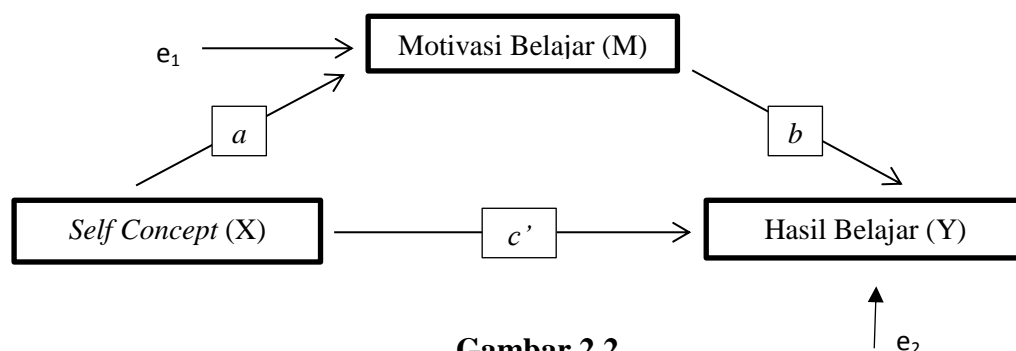 Motivasi Belajar (M)
e₁
a
b
Self Concept (X)
c’
Hasil Belajar (Y)
Gambar 2.2
e₂